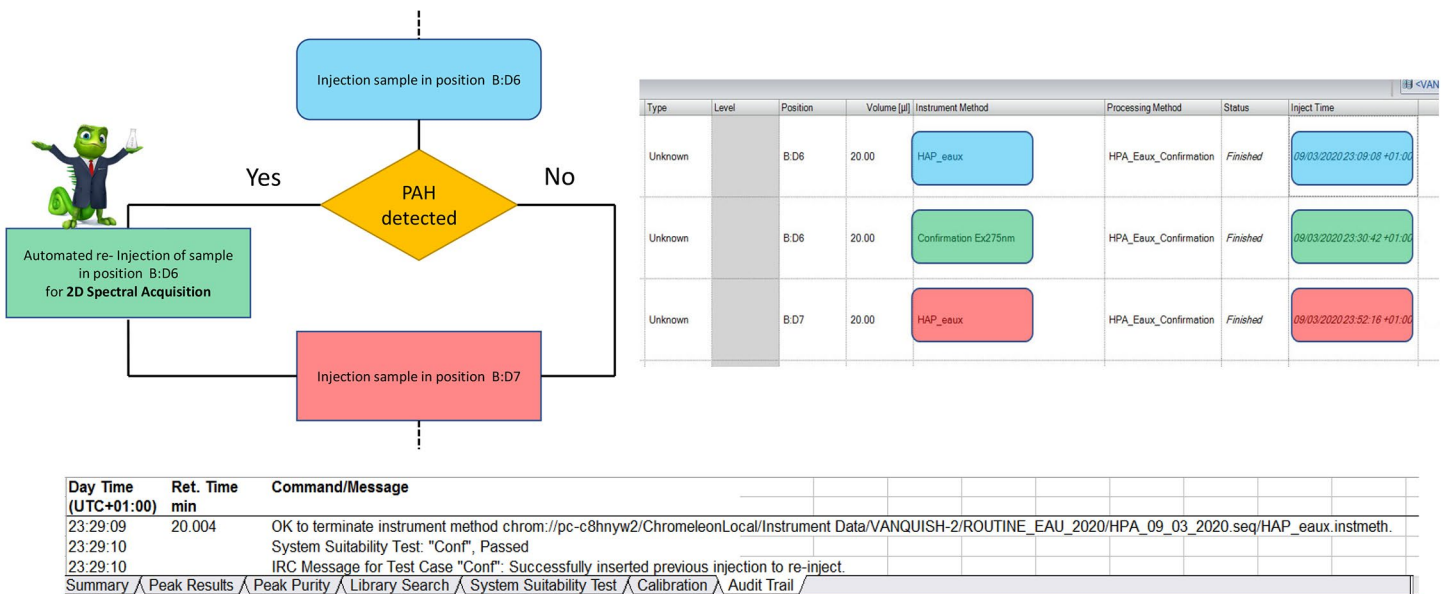 Injection sample in position B:D6
Yes
PAH
detected
No
Automated re- Injection of sample
in position B:D6
for 2D Spectral Acquisition
Injection sample in position B:D7
<VAN
Type Level Position Volume [µl] Instrument Method Processing Method Status Inject Time
Unknown B:D6 20.00 HAP_eaux HPA_Eaux_Confirmation Finished 09/03/2020 23:09:08 +01:00
Unknown B:D6 20.00 Confirmation Ex275nm HPA_Eaux_Confirmation Finished 09/03/2020 23:30:42 +01:00
Unknown B:D7 20.00 HAP_eaux HPA_Eaux_Confirmation Finished 09/03/2020 23:52:16 +01:00
Day Time Ret. Time Command/Message
(UTC+01:00) min
23:29:09 20.004 OK to terminate instrument method chrom://pc-c8hnyw2/ChromeleonLocal/Instrument Data/VANQUISH-2/ROUTINE_EAU_2020/HPA_09_03_2020.seq/HAP_eaux.instmeth.
23:29:10 System Suitability Test: "Conf", Passed
23:29:10 IRC Message for Test Case "Conf": Successfully inserted previous injection to re-inject.
Summary Peak Results Peak Purity Library Search System Suitability Test Calibration Audit Trail